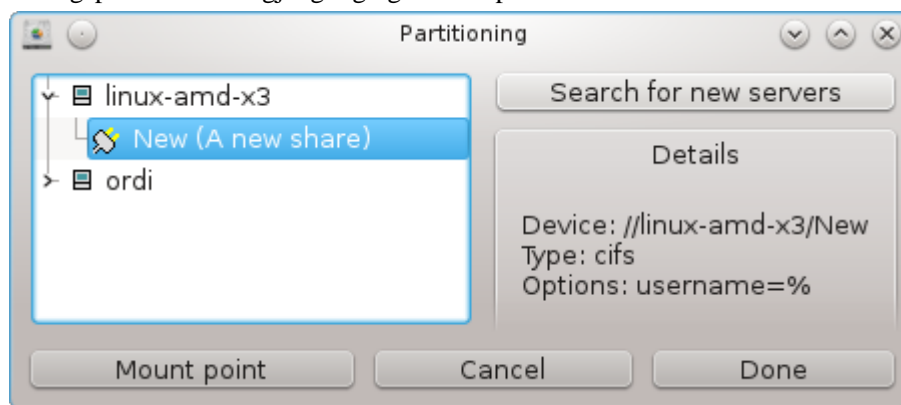 Partitioning
linux-amd-x3
New (A new share)
ordi
Search for new servers
Details
Device: //linux-amd-x3/New
Type: cifs
Options: username=%
Mount point
Cancel
Done